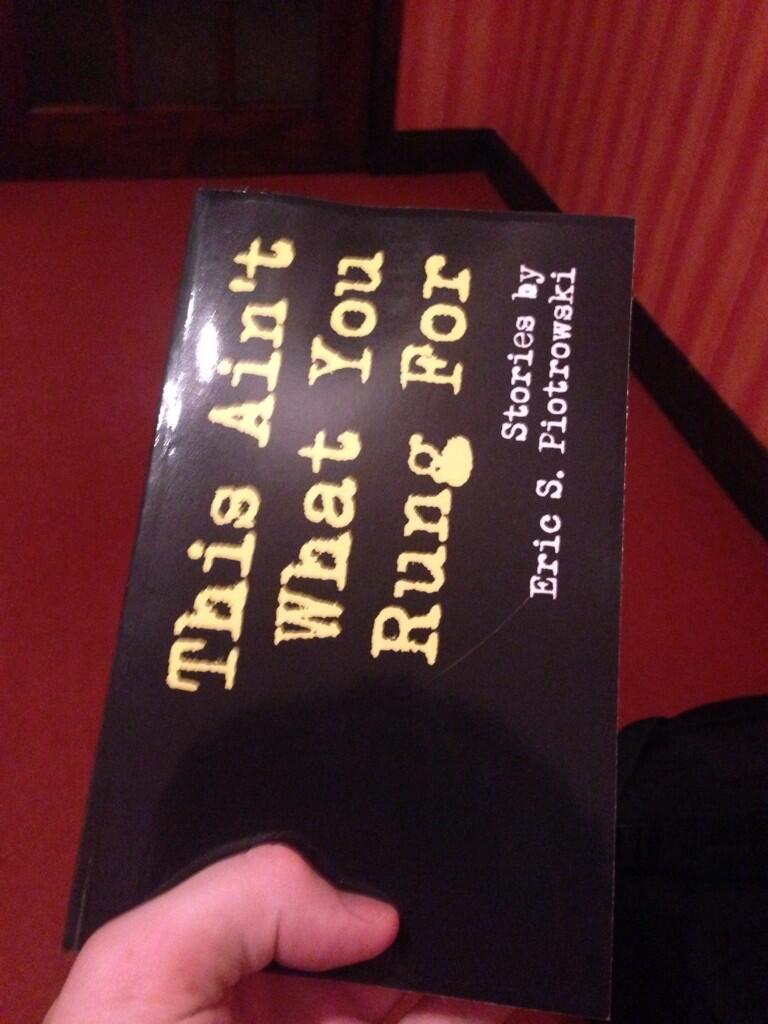 This Ain't
What You
Rung For
Stories by
Eric S. Piotrowski